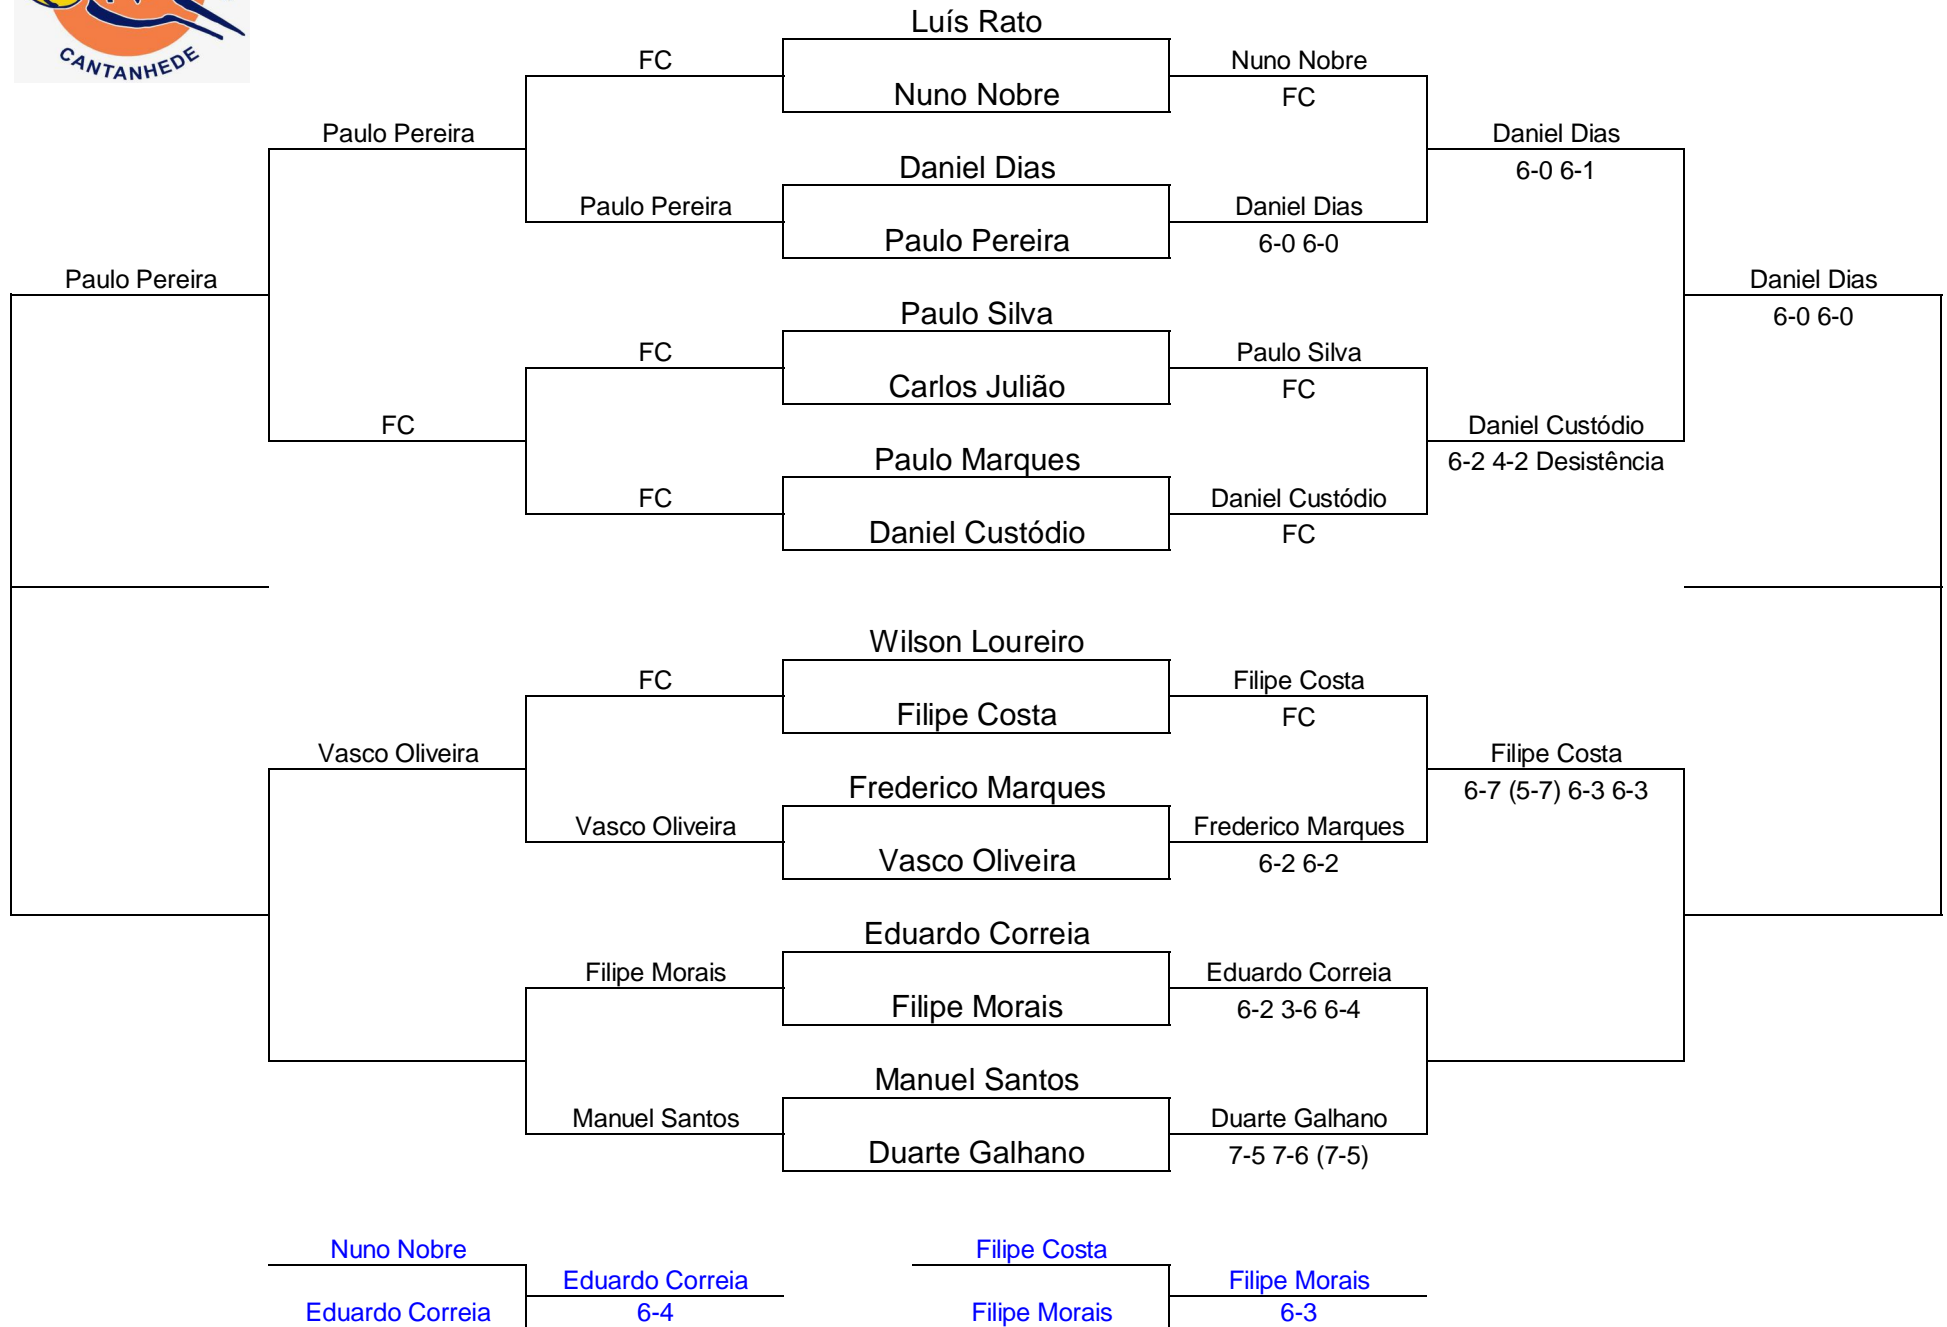 CANTANHEDE
Luís Rato
FC
Nuno Nobre
Nuno Nobre
FC
Paulo Pereira
Daniel Dias
Daniel Dias
6-0 6-1
Paulo Pereira
Daniel Dias
Paulo Pereira
6-0 6-0
Paulo Pereira
Daniel Dias
Paulo Silva
6-0 6-0
FC
Paulo Silva
Carlos Julião
FC
FC
Daniel Custódio
Paulo Marques
6-2 4-2 Desistência
FC
Daniel Custódio
Daniel Custódio
FC
Wilson Loureiro
FC
Filipe Costa
Filipe Costa
FC
Vasco Oliveira
Filipe Costa
Frederico Marques
6-7 (5-7) 6-3 6-3
Vasco Oliveira
Frederico Marques
Vasco Oliveira
6-2 6-2
Eduardo Correia
Filipe Morais
Eduardo Correia
Filipe Morais
6-2 3-6 6-4
Manuel Santos
Manuel Santos
Duarte Galhano
Duarte Galhano
7-5 7-6 (7-5)
Nuno Nobre
Filipe Costa
Eduardo Correia
Filipe Morais
Eduardo Correia
6-4
Filipe Morais
6-3